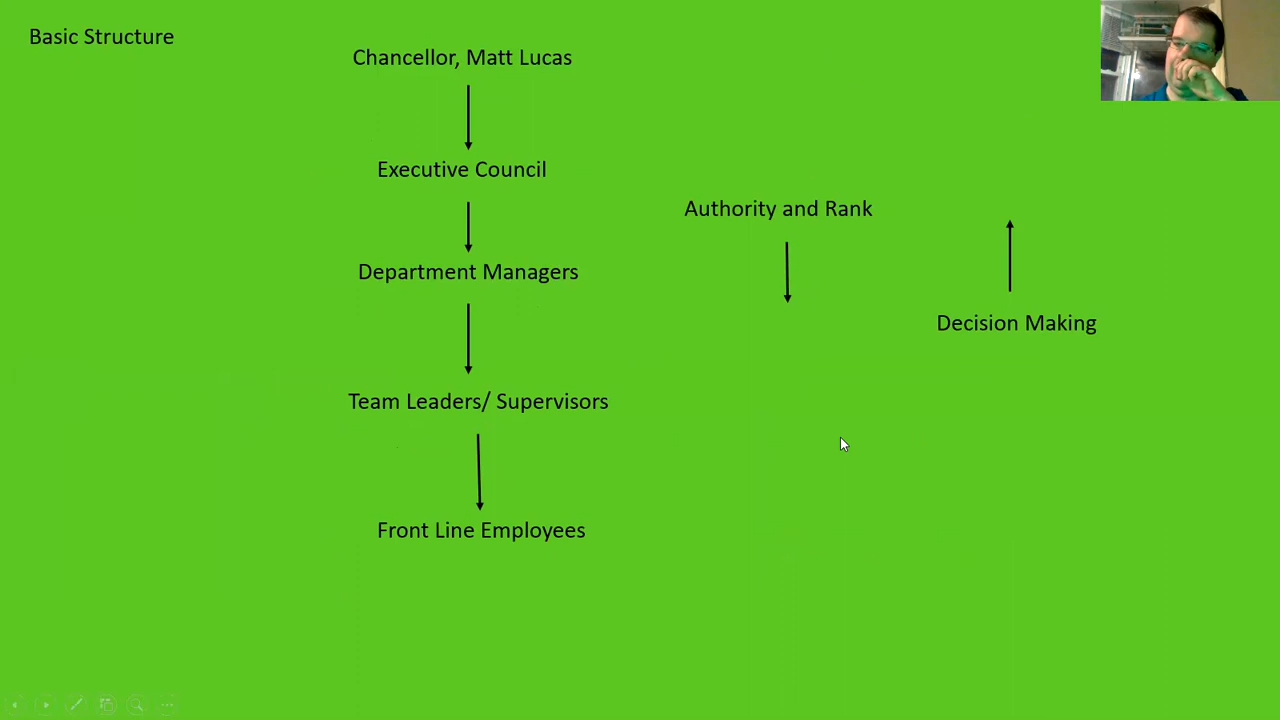 Basic Structure
Chancellor, Matt Lucas
Executive Council
Authority and Rank
Department Managers
Decision Making
Team Leaders/ Supervisors
Front Line Employees